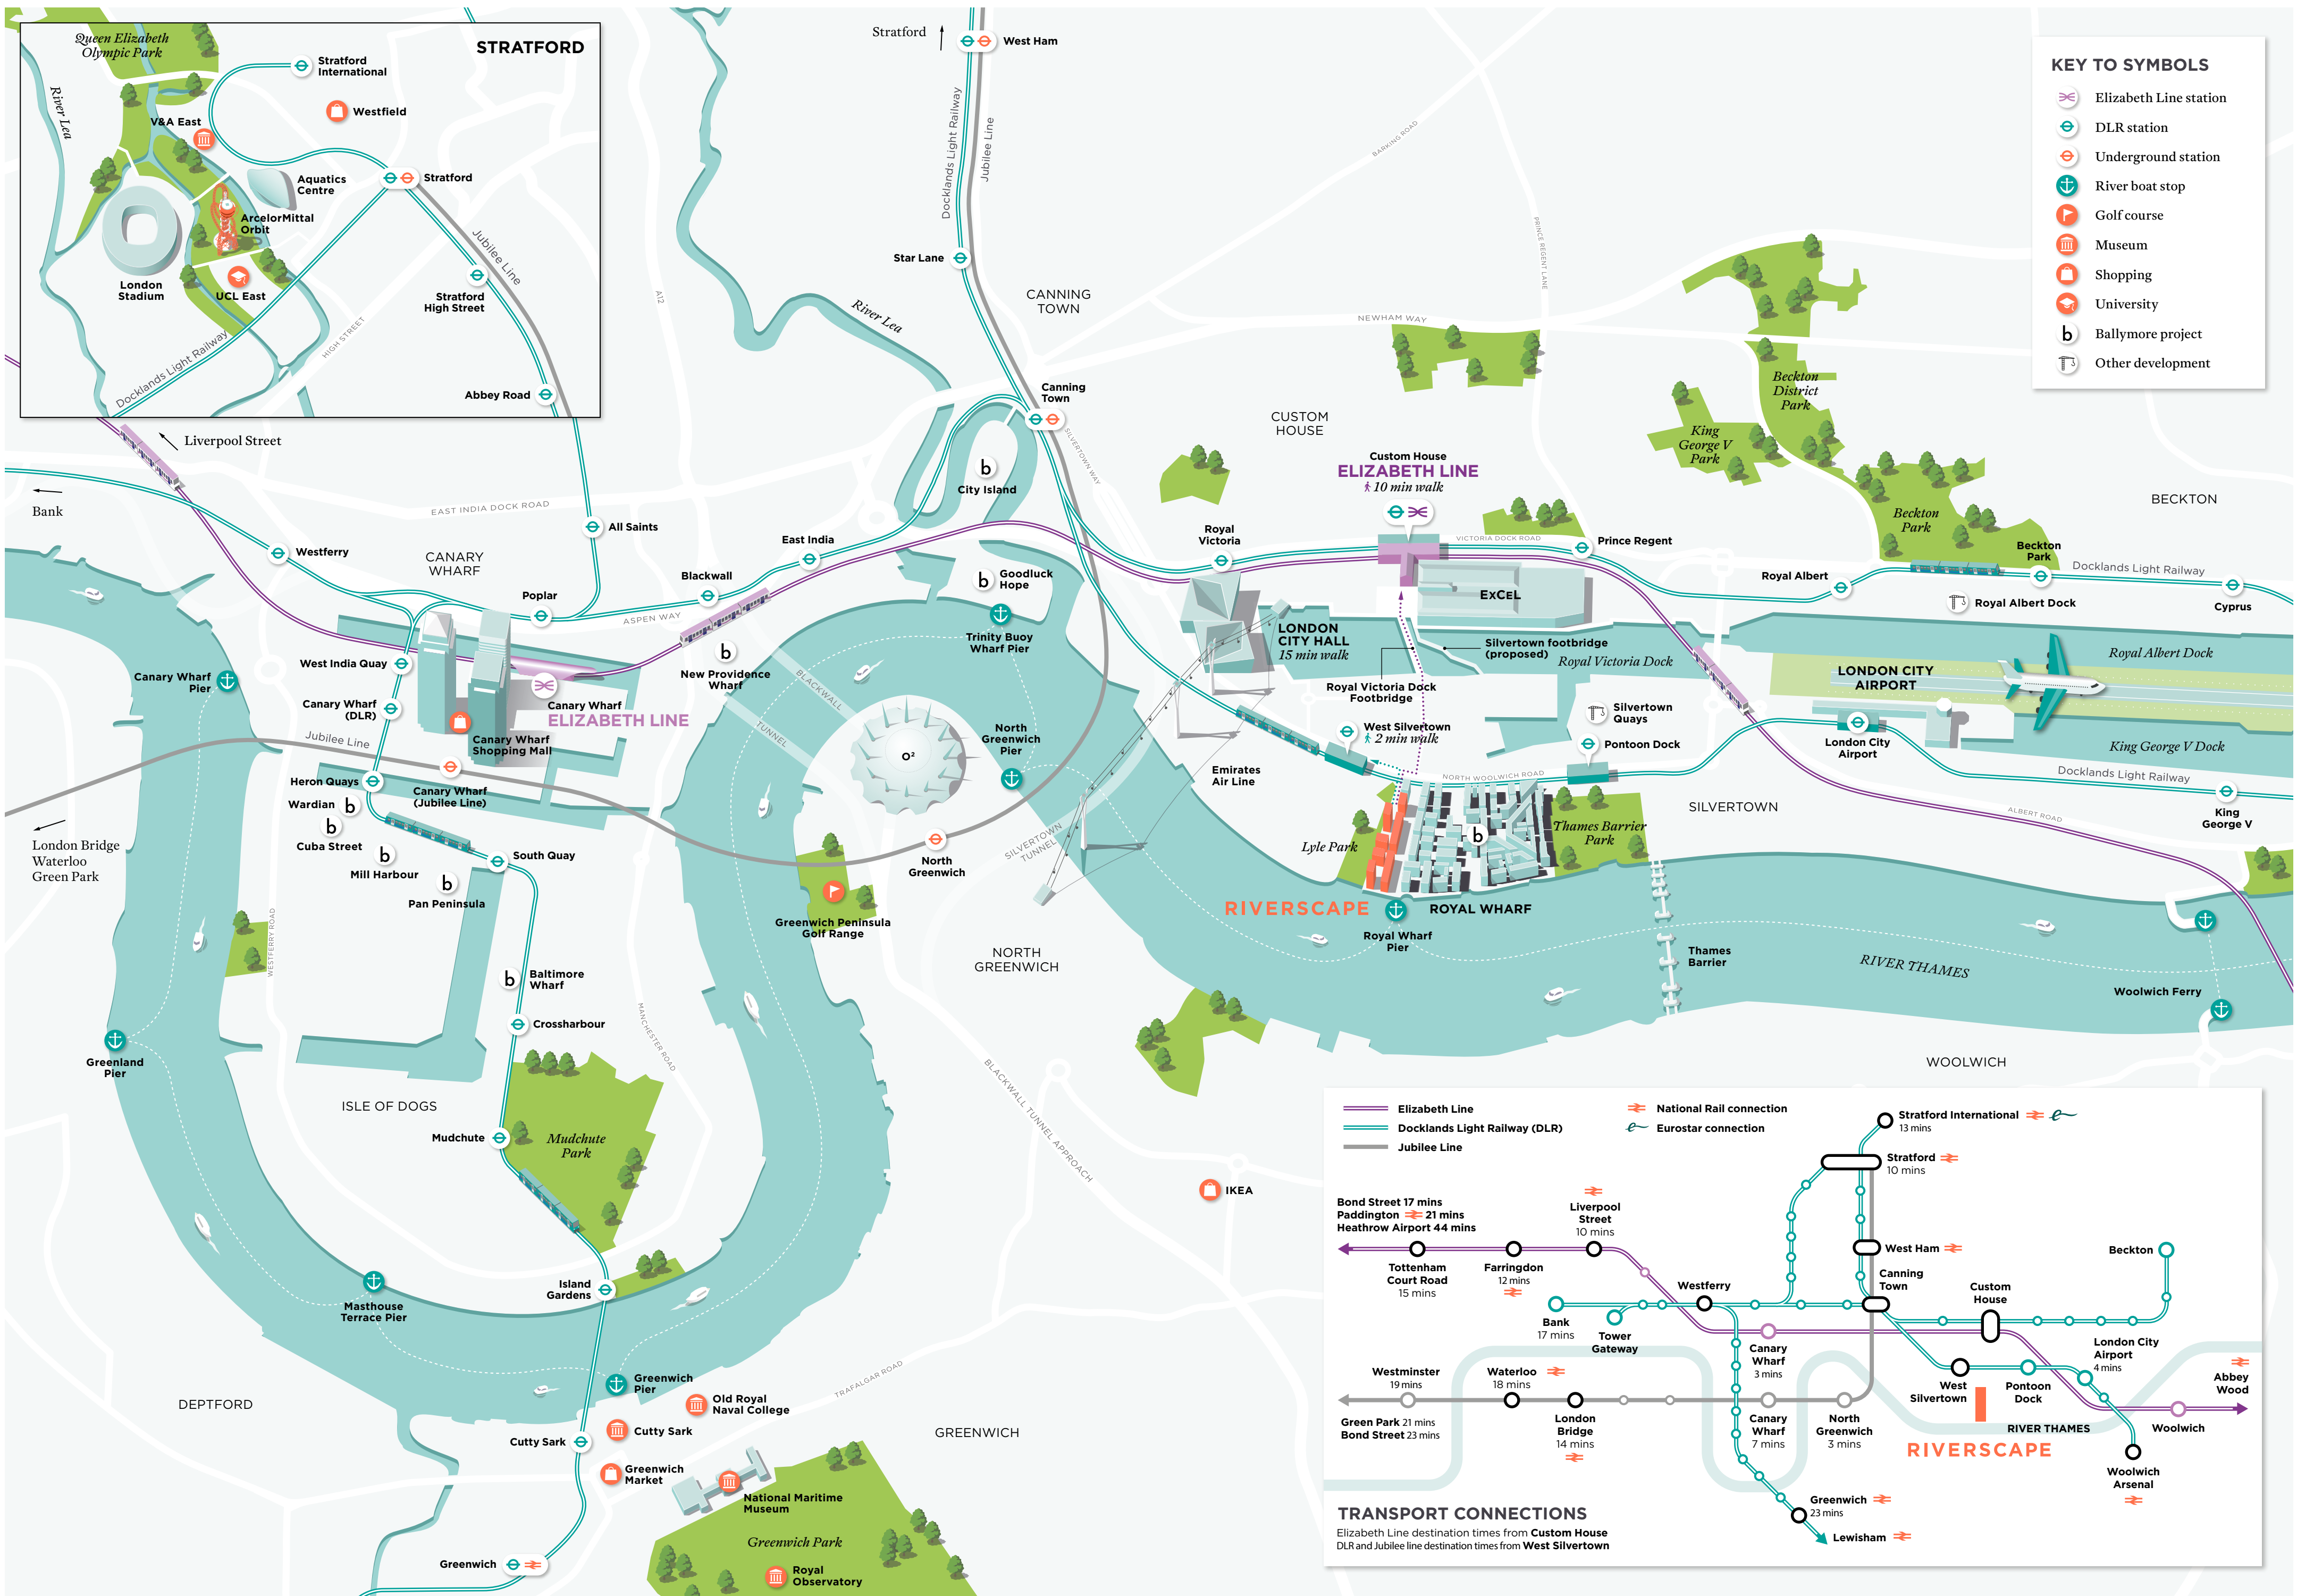 STRATFORD
Queen Elizabeth
Olympic Park
River Lea
Stratford
International
Westfield
V&A East
Aquatics
Centre
Stratford
ArcelorMittal
Orbit
London
Stadium
UCL East
Jubilee Line
Stratford
High Street
HIGH STREET
Docklands Light Railway
Abbey Road
Stratford
West Ham
Docklands Light Railway
Jubilee Line
Star Lane
River Lea
CANNING
TOWN
A12
BARKING ROAD
PRINCE REGENT LANE
NEWHAM WAY
KEY TO SYMBOLS
Elizabeth Line station
DLR station
Underground station
River boat stop
Golf course
Museum
Shopping
University
b
Ballymore project
Other development
Beckton
District
Park
King
George V
Park
Beckton
Park
BECKTON
Liverpool Street
Bank
EAST INDIA DOCK ROAD
All Saints
Westferry
CANARY
WHARF
Poplar
ASPEN WAY
Blackwall
East India
Canning
Town
SILVERTOWN WAY
b
City Island
b
Goodluck
Hope
Trinity Buoy
Wharf Pier
CUSTOM
HOUSE
Custom House
ELIZABETH LINE
10 min walk
Royal
Victoria
VICTORIA DOCK ROAD
Prince Regent
Royal Albert
Beckton
Park
Docklands Light Railway
Cyprus
Royal Albert Dock
EXCEL
LONDON
CITY HALL
15 min walk
Silvertown footbridge
(proposed)
Royal Victoria Dock
Royal Victoria Dock
Footbridge
LONDON CITY
AIRPORT
Royal Albert Dock
King George V Dock
London City
Airport
Docklands Light Railway
King
George V
ALBERT ROAD
Silvertown
Quays
Pontoon Dock
West Silvertown
2 min walk
NORTH WOOLWICH ROAD
SILVERTOWN
Emirates
Air Line
Lyle Park
b
Thames Barrier
Park
RIVERSCAPE
ROYAL WHARF
Royal Wharf
Pier
Thames
Barrier
RIVER THAMES
Woolwich Ferry
WOOLWICH
West India Quay
Canary Wharf
Pier
Canary Wharf
(DLR)
Canary Wharf
ELIZABETH LINE
Canary Wharf
Shopping Mall
b
New Providence
Wharf
BLACKWALL
TUNNEL
Jubilee Line
Heron Quays
Canary Wharf
(Jubilee Line)
Wardian
b
b
Cuba Street
b
Mill Harbour
b
Pan Peninsula
South Quay
London Bridge
Waterloo
Green Park
O2
North
Greenwich
Pier
North
Greenwich
SILVERTOWN
TUNNEL
Greenwich Peninsula
Golf Range
NORTH
GREENWICH
WESTFERRY ROAD
b
Baltimore
Wharf
Crossharbour
MANCHESTER ROAD
BLACKWALL TUNNEL APPROACH
Greenland
Pier
ISLE OF DOGS
Mudchute
Mudchute
Park
IKEA
Masthouse
Terrace Pier
Island
Gardens
Greenwich
Pier
Old Royal
Naval College
Cutty Sark
TRAFALGAR ROAD
DEPTFORD
Cutty Sark
Greenwich
Market
GREENWICH
National Maritime
Museum
Greenwich Park
Greenwich
Royal
Observatory
Elizabeth Line
Docklands Light Railway (DLR)
Jubilee Line
National Rail connection
Eurostar connection
Stratford International
13 mins
Stratford
10 mins
Bond Street 17 mins
Paddington 21 mins
Heathrow Airport 44 mins
Liverpool
Street
10 mins
West Ham
Beckton
Tottenham
Court Road
15 mins
Farringdon
12 mins
Westferry
Canning
Town
Custom
House
Bank
17 mins
Tower
Gateway
Canary
Wharf
3 mins
London City
Airport
4 mins
Westminster
19 mins
Waterloo
18 mins
West
Silvertown
Pontoon
Dock
Abbey
Wood
Green Park 21 mins
Bond Street 23 mins
London
Bridge
14 mins
Canary
Wharf
7 mins
North
Greenwich
3 mins
RIVER THAMES
Woolwich
RIVERSCAPE
Woolwich
Arsenal
Greenwich
23 mins
Lewisham
TRANSPORT CONNECTIONS
Elizabeth Line destination times from Custom House
DLR and Jubilee line destination times from West Silvertown